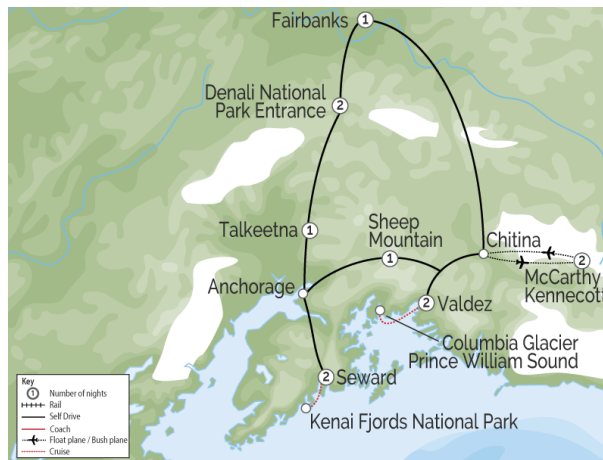 Fairbanks
1
Denali National
Park Entrance
2
Talkeetna
1
Sheep
Mountain
1
Chitina
2
McCarthy
Kennecott
Anchorage
2
Valdez
Columbia Glacier
Prince William Sound
2
Seward
Kenai Fjords National Park
Key
1 Number of nights
Rail
Self Drive
Coach
Float plane / Bush plane
Cruise